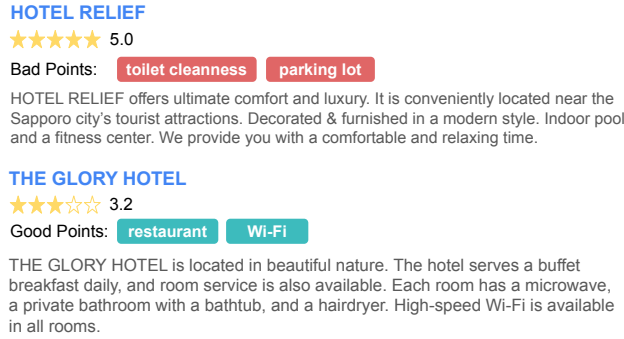 HOTEL RELIEF
5.0
Bad Points: toilet cleanness parking lot
HOTEL RELIEF offers ultimate comfort and luxury. It is conveniently located near the
Sapporo city's tourist attractions. Decorated & furnished in a modern style. Indoor pool
and a fitness center. We provide you with a comfortable and relaxing time.
THE GLORY HOTEL
3.2
Good Points: restaurant Wi-Fi
THE GLORY HOTEL is located in beautiful nature. The hotel serves a buffet
breakfast daily, and room service is also available. Each room has a microwave,
a private bathroom with a bathtub, and a hairdryer. High-speed Wi-Fi is available
in all rooms.